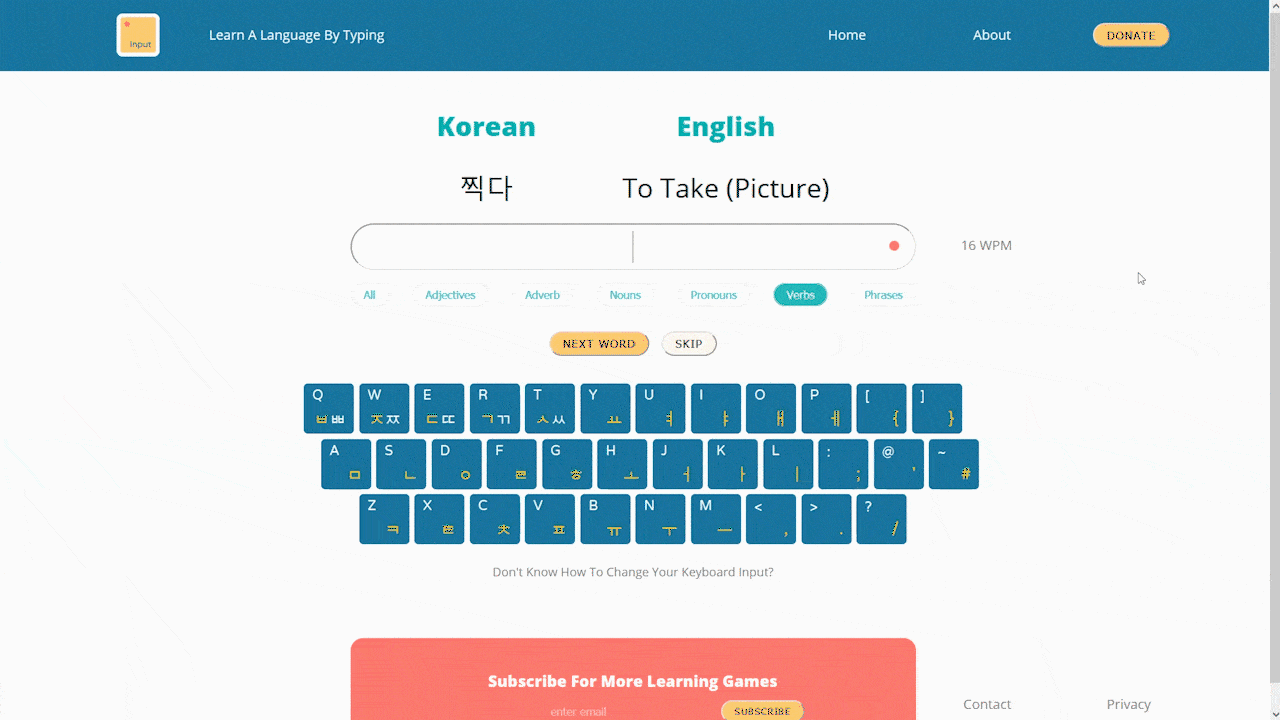 Input Learn A Language By Typing Home About DONATE
Korean English
찍다 To Take (Picture)
16 WPM
All Adjectives Adverb Nouns Pronouns Verbs Phrases
NEXT WORD SKIP
Q W E R T Y U I O P [ ]
ㅂㅃ ㅈㅉ ㄷㄸ ㄱㄲ ㅅㅆ ㅛ ㅕ ㅑ ㅐ ㅔ { }
A S D F G H J K L : @ ~
ㅁ ㄴ ㅇ ㄹ ㅎ ㅗ ㅓ ㅏ ㅣ ; ' #
Z X C V B N M < > ?
ㅋ ㅌ ㅊ ㅍ ㅠ ㅜ ㅡ , . /
Don't Know How To Change Your Keyboard Input?
Subscribe For More Learning Games
enter email SUBSCRIBE
Contact Privacy